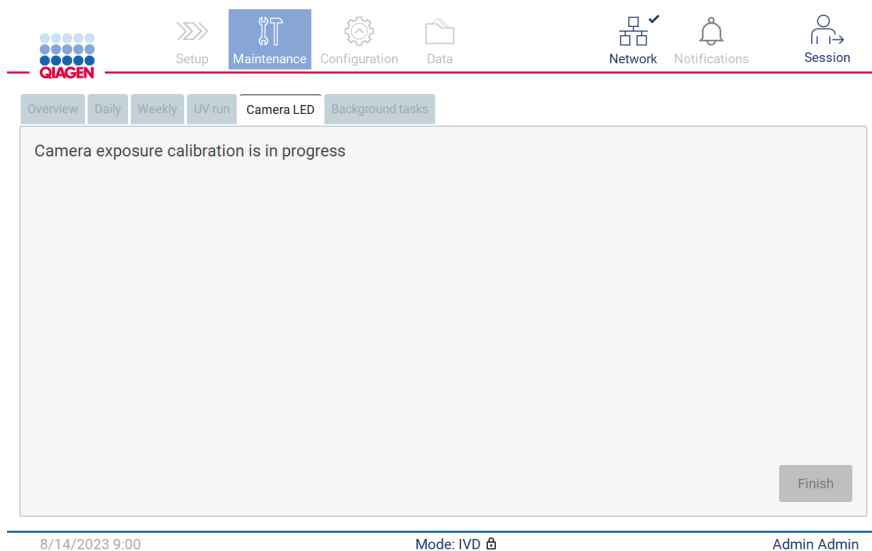 QIAGEN
Setup Maintenance Configuration Data Network Notifications Session
Overview Daily Weekly UV run Camera LED Background tasks
Camera exposure calibration is in progress
Finish
8/14/2023 9:00 Mode: IVD Admin Admin